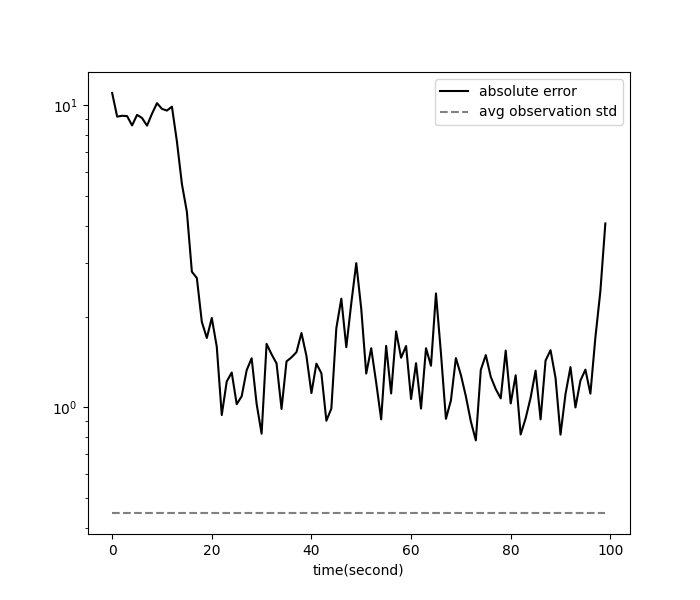 absolute error
avg observation std
10¹
10⁰
0 20 40 60 80 100
time(second)